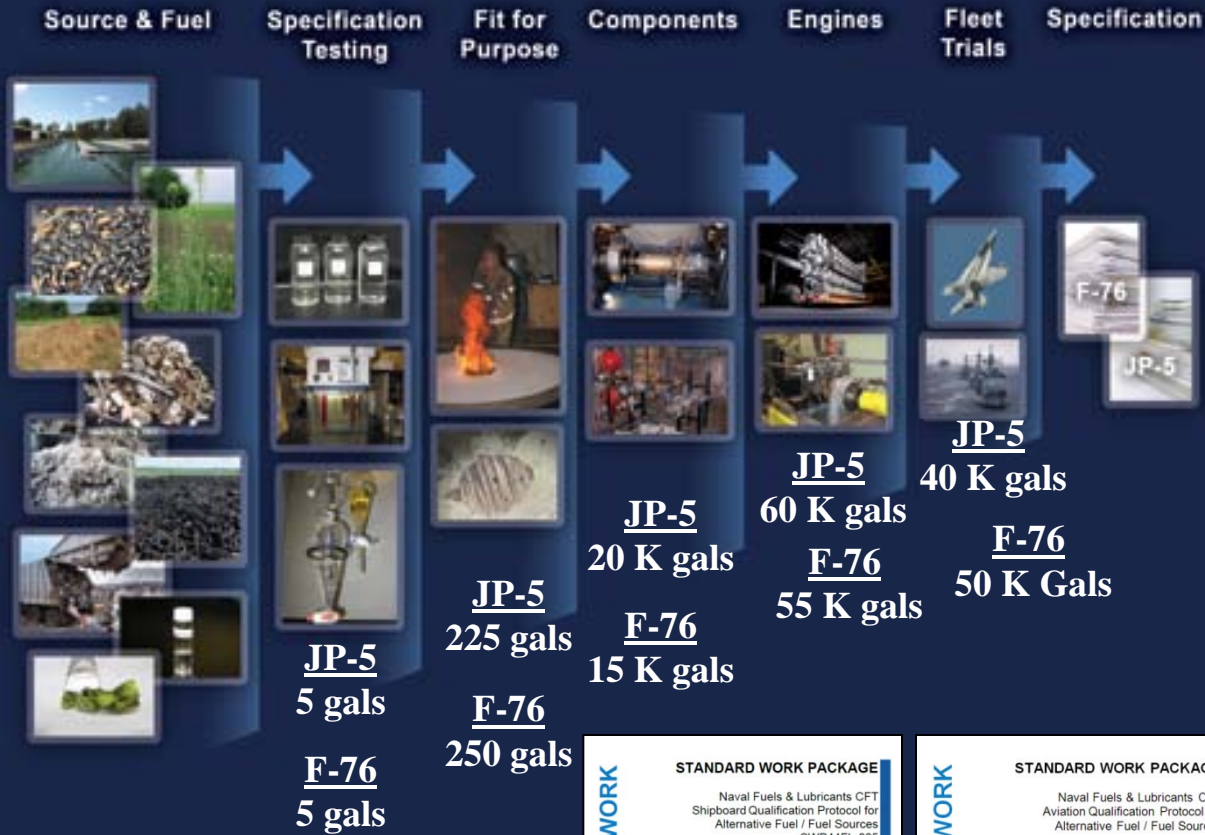 Source & Fuel
Specification
Testing
Fit for
Purpose
Components
Engines
Fleet
Trials
Specification
F-76
JP-5
JP-5
5 gals
F-76
5 gals
JP-5
225 gals
F-76
250 gals
JP-5
20 K gals
F-76
15 K gals
JP-5
60 K gals
F-76
55 K gals
JP-5
40 K gals
F-76
50 K Gals
WORK
STANDARD WORK PACKAGE
Naval Fuels & Lubricants CFT
Shipboard Qualification Protocol for
Alternative Fuel / Fuel Sources
WORK
STANDARD WORK
Naval Fuels & Lubricants
Aviation Qualification Protocol
Alternative Fuel / Fuel